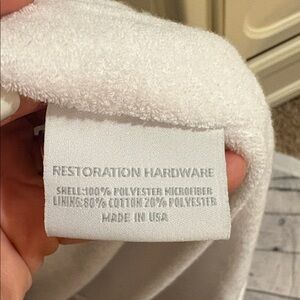 RESTORATION HARDWARE
SHELL:100% POLYESTER MICROFIBER
LINING:80% COTTON 20% POLYESTER
MADE IN USA